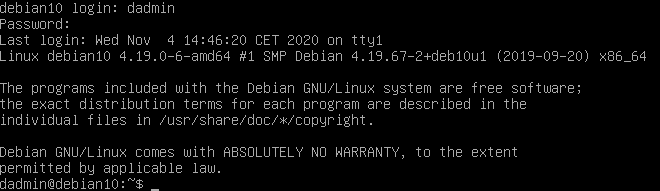 debian10 login: dadmin
Password:
Last login: Wed Nov  4 14:46:20 CET 2020 on tty1
Linux debian10 4.19.0-6-amd64 #1 SMP Debian 4.19.67-2+deb10u1 (2019-09-20) x86_64

The programs included with the Debian GNU/Linux system are free software;
the exact distribution terms for each program are described in the
individual files in /usr/share/doc/*/copyright.

Debian GNU/Linux comes with ABSOLUTELY NO WARRANTY, to the extent
permitted by applicable law.
dadmin@debian10:~$ _